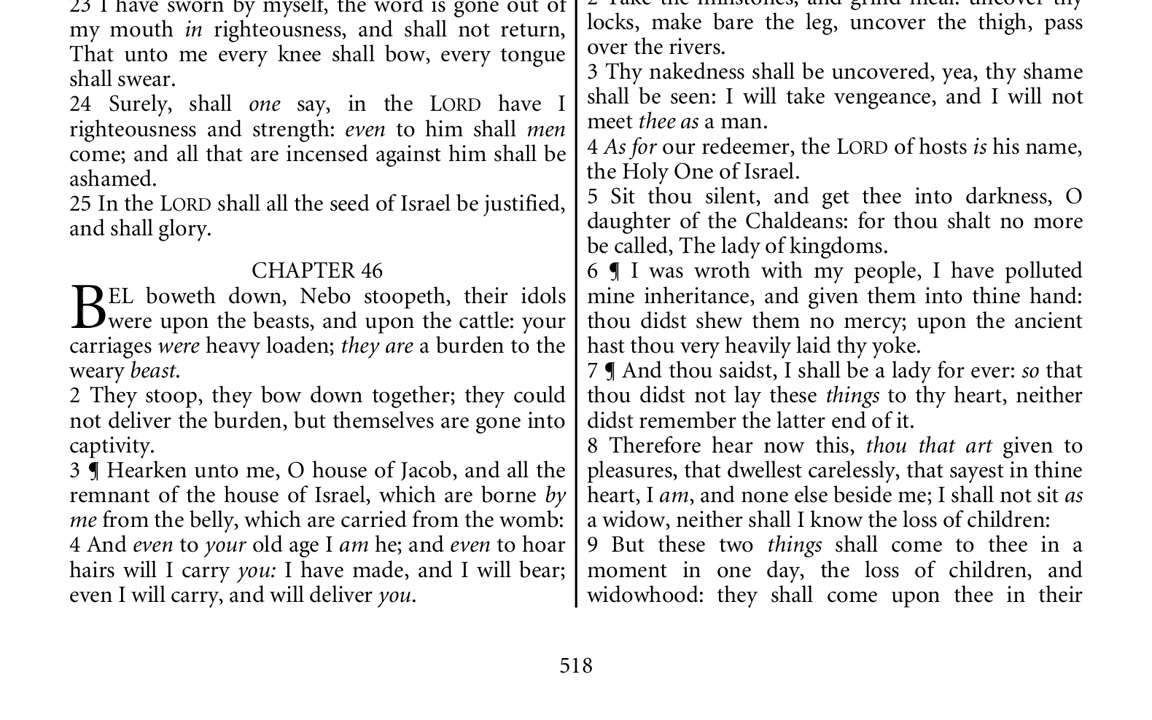 23 I have sworn by myself, the word is gone out of
my mouth in righteousness, and shall not return,
That unto me every knee shall bow, every tongue
shall swear.
24 Surely, shall one say, in the LORD have I
righteousness and strength: even to him shall men
come; and all that are incensed against him shall be
ashamed.
25 In the LORD shall all the seed of Israel be justified,
and shall glory.
CHAPTER 46
BEL boweth down, Nebo stoopeth, their idols
were upon the beasts, and upon the cattle: your
carriages were heavy loaden; they are a burden to the
weary beast.
2 They stoop, they bow down together; they could
not deliver the burden, but themselves are gone into
captivity.
3 ¶ Hearken unto me, O house of Jacob, and all the
remnant of the house of Israel, which are borne by
me from the belly, which are carried from the womb:
4 And even to your old age I am he; and even to hoar
hairs will I carry you: I have made, and I will bear;
even I will carry, and will deliver you.
2 Take the millstones, and grind meal: uncover thy
locks, make bare the leg, uncover the thigh, pass
over the rivers.
3 Thy nakedness shall be uncovered, yea, thy shame
shall be seen: I will take vengeance, and I will not
meet thee as a man.
4 As for our redeemer, the LORD of hosts is his name,
the Holy One of Israel.
5 Sit thou silent, and get thee into darkness, O
daughter of the Chaldeans: for thou shalt no more
be called, The lady of kingdoms.
6 ¶ I was wroth with my people, I have polluted
mine inheritance, and given them into thine hand:
thou didst shew them no mercy; upon the ancient
hast thou very heavily laid thy yoke.
7 ¶ And thou saidst, I shall be a lady for ever: so that
thou didst not lay these things to thy heart, neither
didst remember the latter end of it.
8 Therefore hear now this, thou that art given to
pleasures, that dwellest carelessly, that sayest in thine
heart, I am, and none else beside me; I shall not sit as
a widow, neither shall I know the loss of children:
9 But these two things shall come to thee in a
moment in one day, the loss of children, and
widowhood: they shall come upon thee in their
518